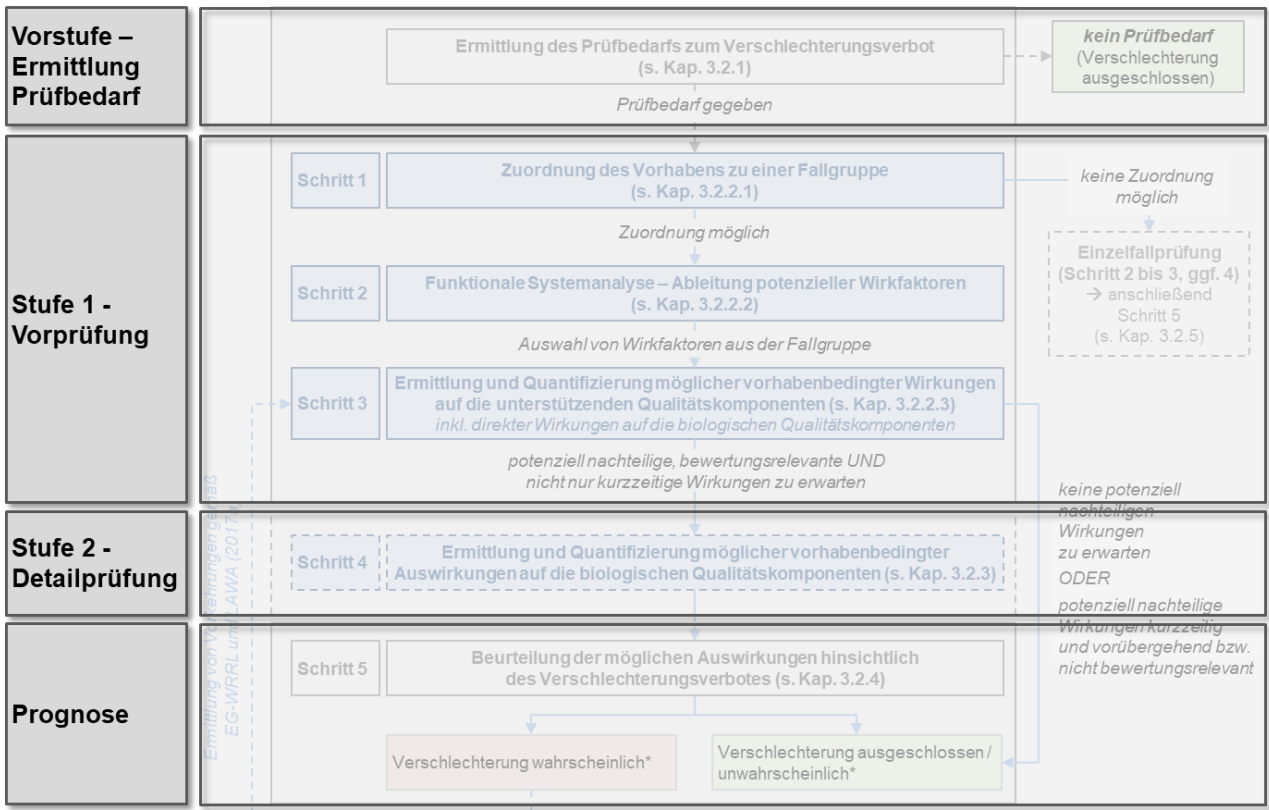 Vorstufe –
Ermittlung
Prüfbedarf
Ermittlung des Prüfbedarfs zum Verschlechterungsverbot
(s. Kap. 3.2.1)
kein Prüfbedarf
(Verschlechterung
ausgeschlossen)
Prüfbedarf gegeben
Stufe 1 -
Vorprüfung
Schritt 1
Zuordnung des Vorhabens zu einer Fallgruppe
(s. Kap. 3.2.2.1)
keine Zuordnung
möglich
Zuordnung möglich
Einzelfallprüfung
(Schritt 2 bis 3, ggf. 4)
→ anschließend
Schritt 5
(s. Kap. 3.2.5)
Schritt 2
Funktionale Systemanalyse – Ableitung potenzieller Wirkfaktoren
(s. Kap. 3.2.2.2)
Auswahl von Wirkfaktoren aus der Fallgruppe
Schritt 3
Ermittlung und Quantifizierung möglicher vorhabenbedingter Wirkungen
auf die unterstützenden Qualitätskomponenten (s. Kap. 3.2.2.3)
inkl. direkter Wirkungen auf die biologischen Qualitätskomponenten
potenziell nachteilige, bewertungsrelevante UND
nicht nur kurzzeitige Wirkungen zu erwarten
keine potenziell
nachteiligen
Wirkungen
zu erwarten
ODER
potenziell nachteilige
Wirkungen kurzzeitig
und vorübergehend bzw.
nicht bewertungsrelevant
Stufe 2 -
Detailprüfung
Schritt 4
Ermittlung und Quantifizierung möglicher vorhabenbedingter
Auswirkungen auf die biologischen Qualitätskomponenten (s. Kap. 3.2.3)
Ermittlung von Vorkehrungen gemäß
EG-WRRL und LAWA (2017a)
Prognose
Schritt 5
Beurteilung der möglichen Auswirkungen hinsichtlich
des Verschlechterungsverbotes (s. Kap. 3.2.4)
Verschlechterung wahrscheinlich*
Verschlechterung ausgeschlossen /
unwahrscheinlich*